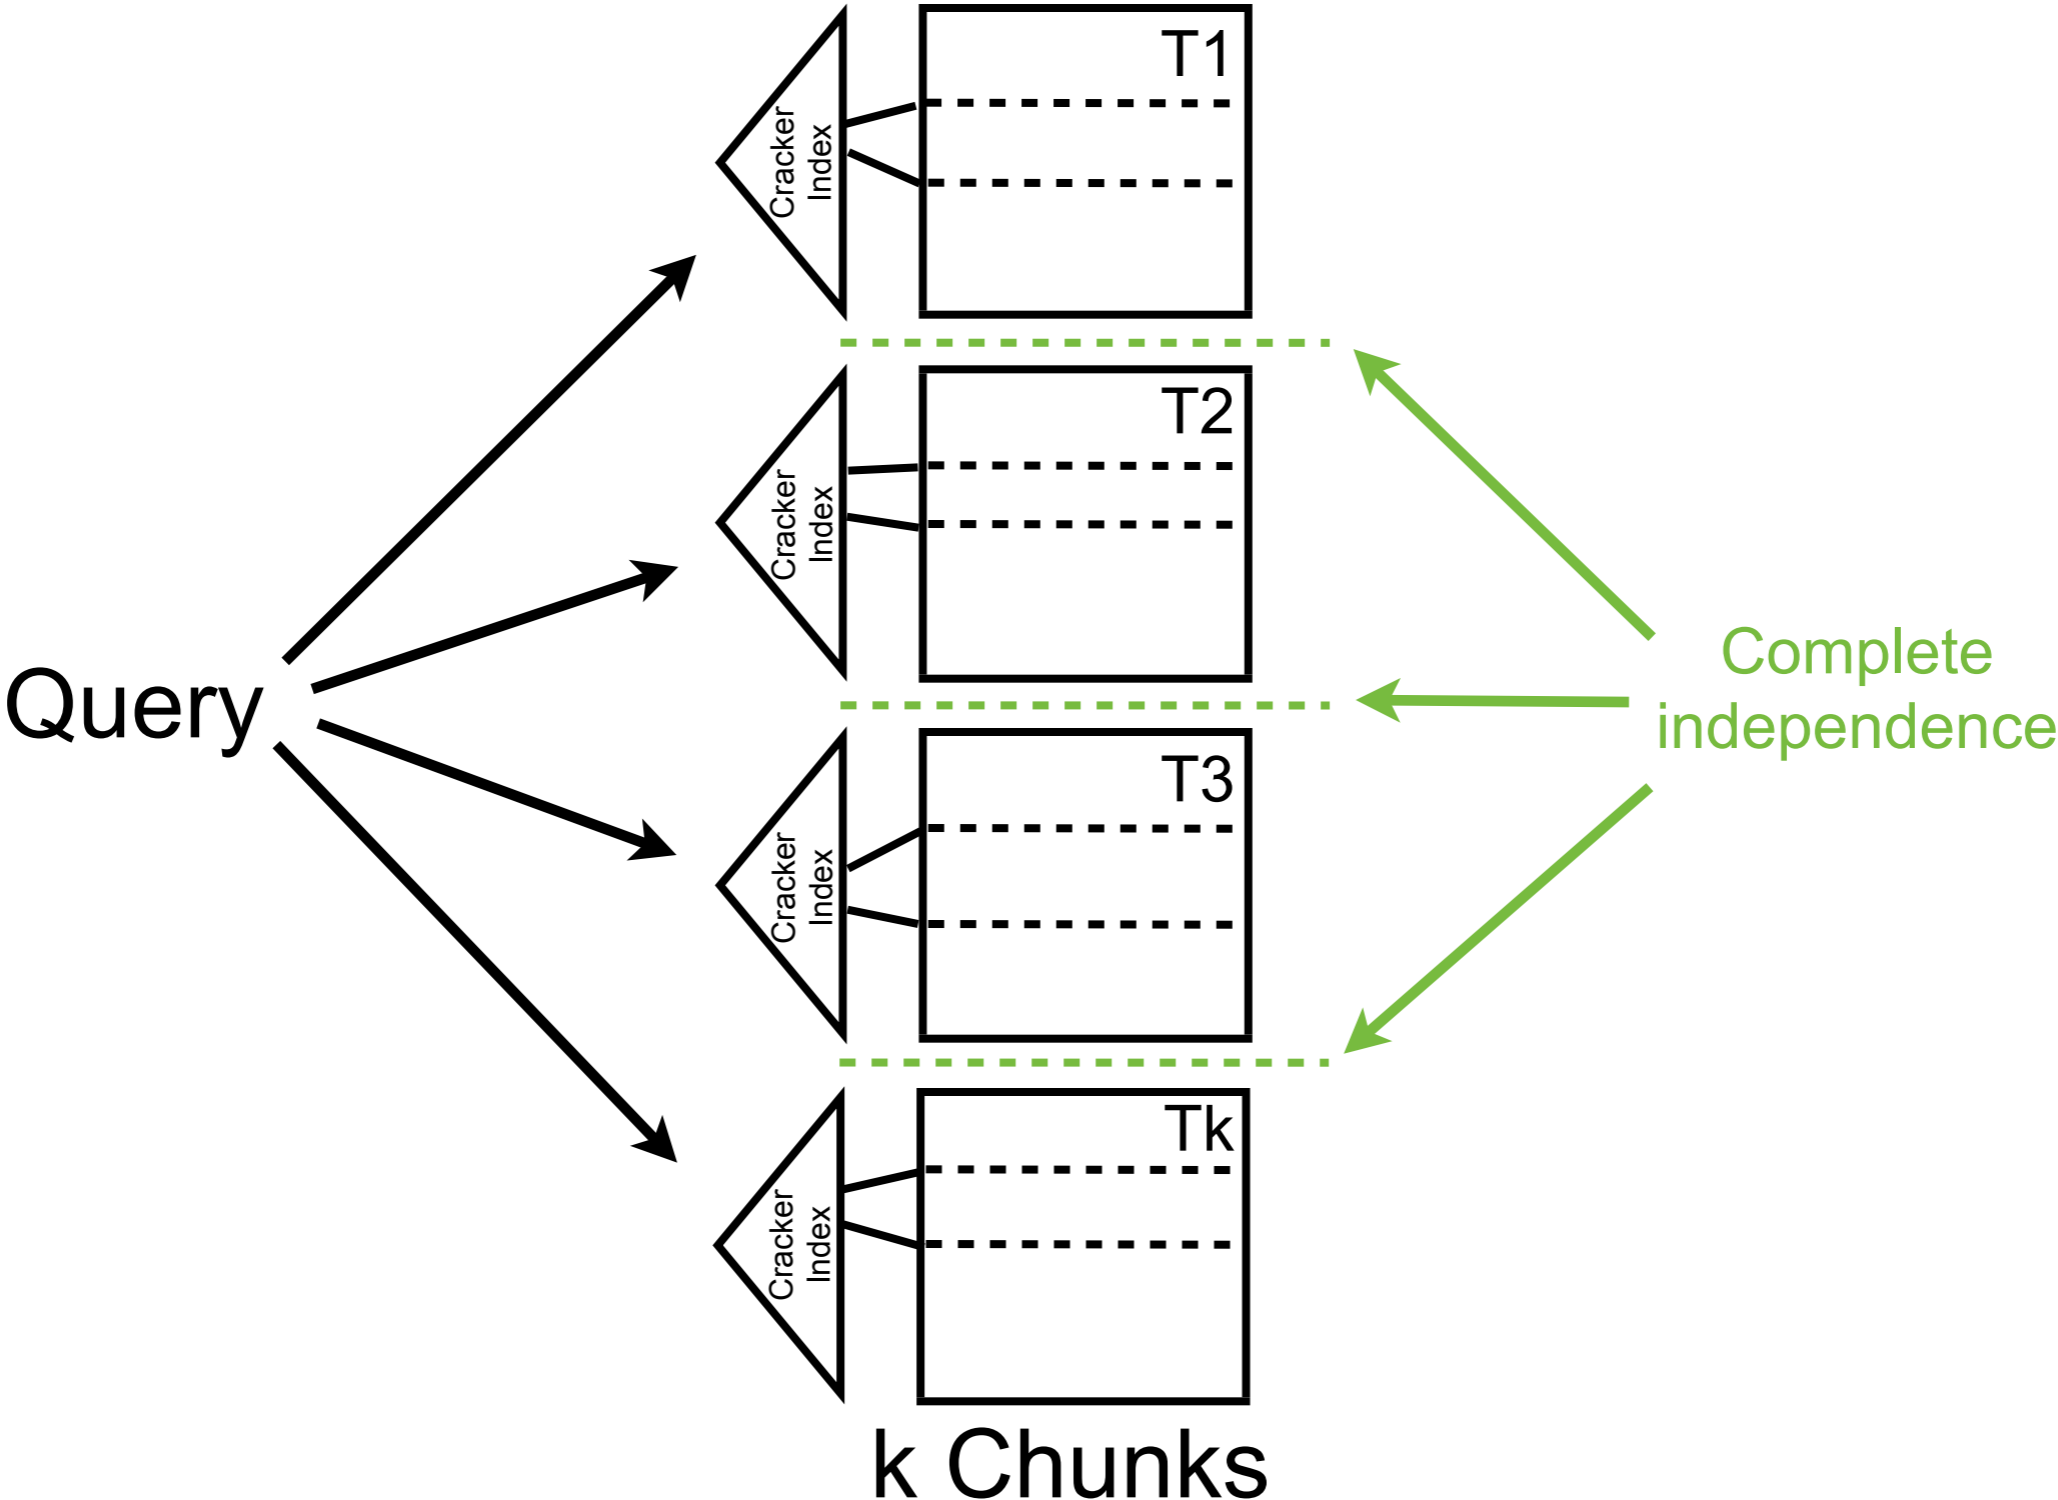 T1
Cracker
Index
T2
Cracker
Index
Query
Complete
independence
T3
Cracker
Index
Tk
Cracker
Index
k Chunks